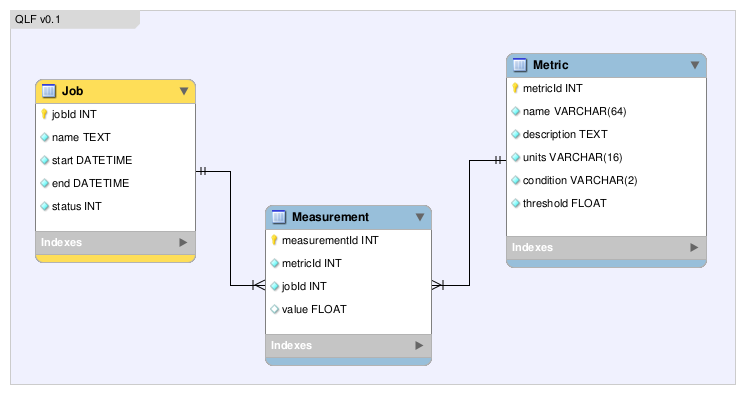 QLF v0.1
Job
jobId INT
name TEXT
start DATETIME
end DATETIME
status INT
Indexes
Measurement
measurementId INT
metricId INT
jobId INT
value FLOAT
Indexes
Metric
metricId INT
name VARCHAR(64)
description TEXT
units VARCHAR(16)
condition VARCHAR(2)
threshold FLOAT
Indexes